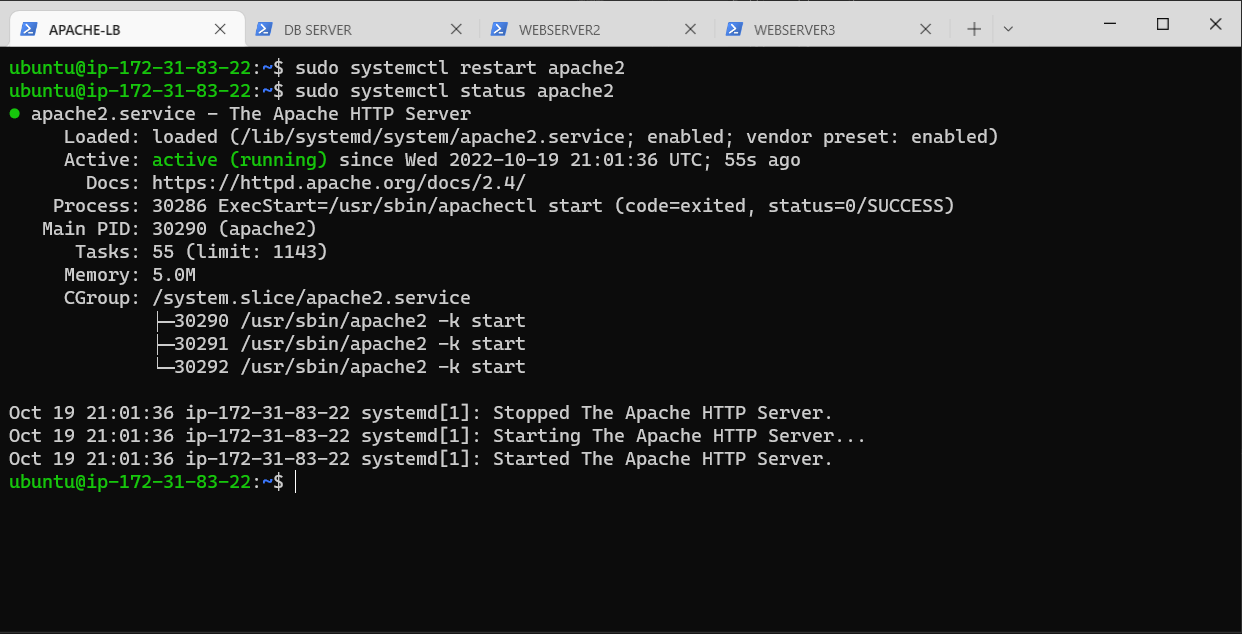 APACHE-LB DB SERVER WEBSERVER2 WEBSERVER3
ubuntu@ip-172-31-83-22:~$ sudo systemctl restart apache2
ubuntu@ip-172-31-83-22:~$ sudo systemctl status apache2
● apache2.service - The Apache HTTP Server
     Loaded: loaded (/lib/systemd/system/apache2.service; enabled; vendor preset: enabled)
     Active: active (running) since Wed 2022-10-19 21:01:36 UTC; 55s ago
       Docs: https://httpd.apache.org/docs/2.4/
    Process: 30286 ExecStart=/usr/sbin/apachectl start (code=exited, status=0/SUCCESS)
   Main PID: 30290 (apache2)
      Tasks: 55 (limit: 1143)
     Memory: 5.0M
     CGroup: /system.slice/apache2.service
             ├─30290 /usr/sbin/apache2 -k start
             ├─30291 /usr/sbin/apache2 -k start
             └─30292 /usr/sbin/apache2 -k start
Oct 19 21:01:36 ip-172-31-83-22 systemd[1]: Stopped The Apache HTTP Server.
Oct 19 21:01:36 ip-172-31-83-22 systemd[1]: Starting The Apache HTTP Server...
Oct 19 21:01:36 ip-172-31-83-22 systemd[1]: Started The Apache HTTP Server.
ubuntu@ip-172-31-83-22:~$